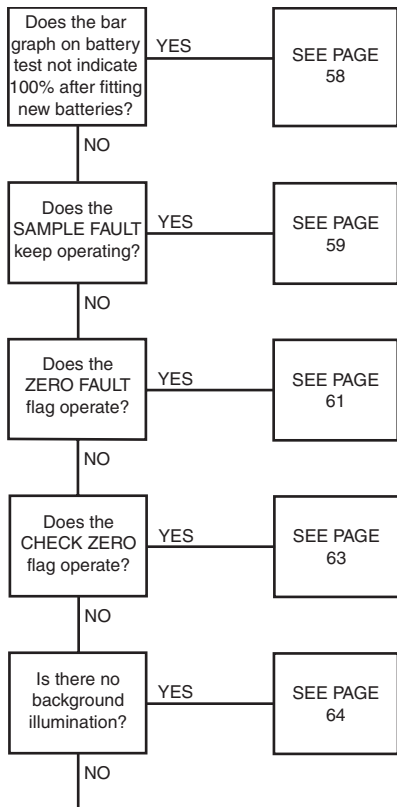 Does the bar
graph on battery
test not indicate
100% after fitting
new batteries?
YES
SEE PAGE
58
NO
Does the
SAMPLE FAULT
keep operating?
YES
SEE PAGE
59
NO
Does the
ZERO FAULT
flag operate?
YES
SEE PAGE
61
NO
Does the
CHECK ZERO
flag operate?
YES
SEE PAGE
63
NO
Is there no
background
illumination?
YES
SEE PAGE
64
NO